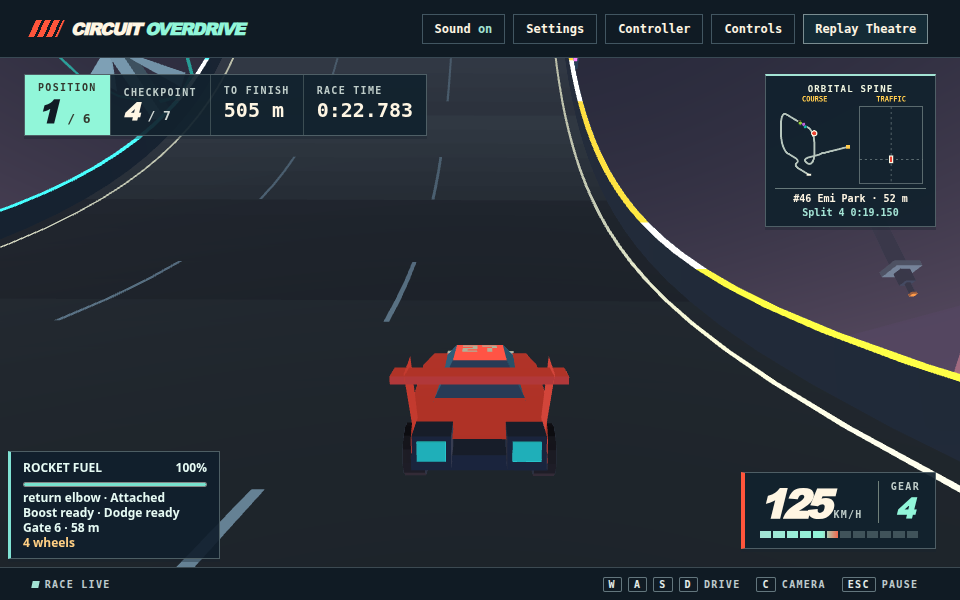 CIRCUIT OVERDRIVE
Sound on
Settings
Controller
Controls
Replay Theatre
POSITION
1 / 6
CHECKPOINT
4 / 7
TO FINISH
505 m
RACE TIME
0:22.783
ORBITAL SPINE
COURSE
TRAFFIC
#46 Emi Park · 52 m
Split 4 0:19.150
ROCKET FUEL 100%
return elbow · Attached
Boost ready · Dodge ready
Gate 6 · 58 m
4 wheels
125 KM/H
GEAR
4
RACE LIVE
W A S D DRIVE
C CAMERA
ESC PAUSE